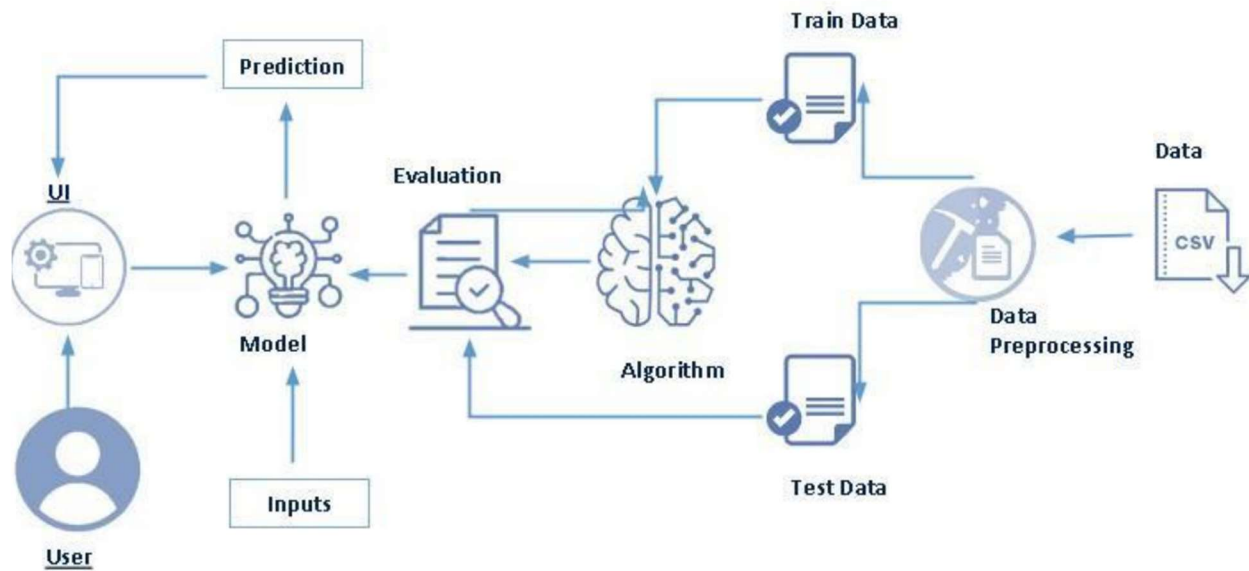 Train Data
Prediction
Data
Evaluation
UI
CSV
Model
Data
Preprocessing
Algorithm
Inputs
Test Data
User